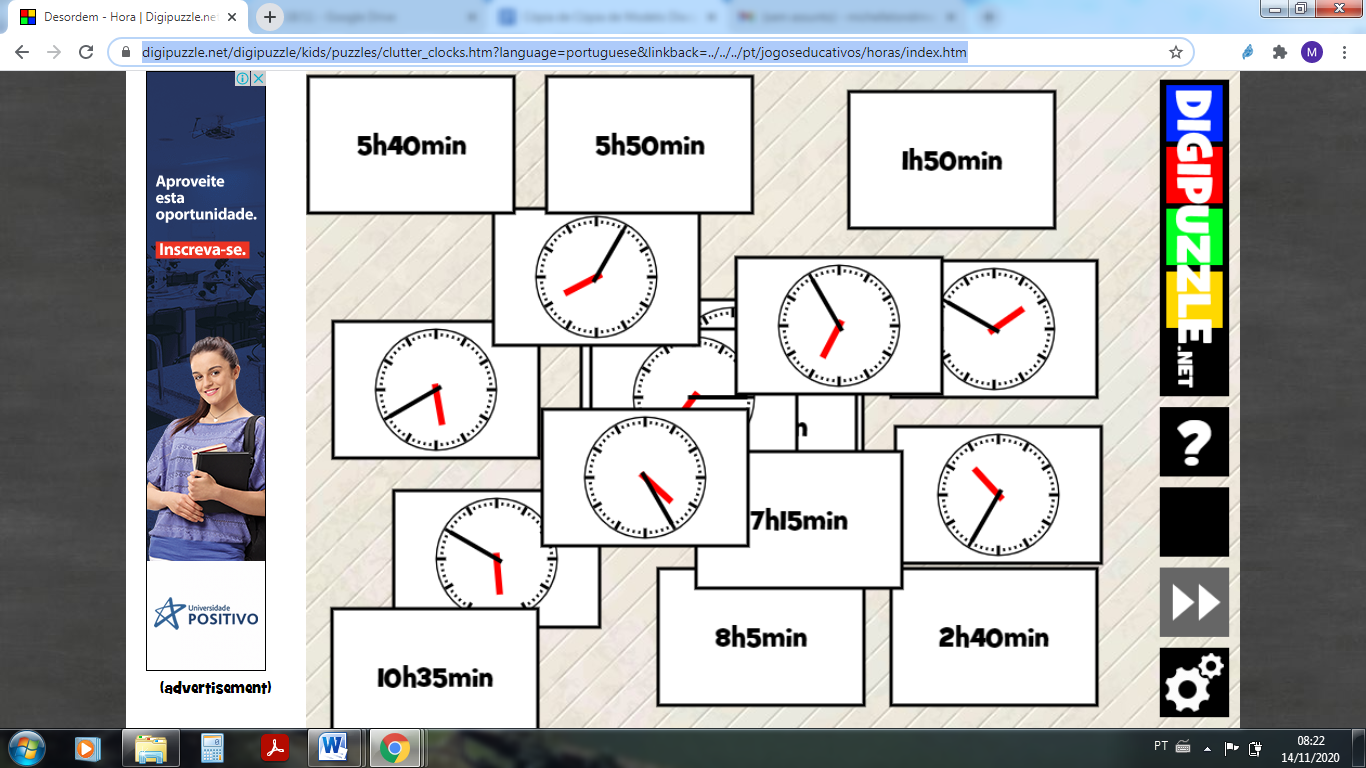 Desordem - Hora | Digipuzzle.net
digipuzzle.net/digipuzzle/kids/puzzles/clutter_clocks.htm?language=portuguese&linkback=../../../pt/jogoseducativos/horas/index.htm
M
Aproveite
esta
oportunidade.
Inscreva-se.
Universidade
POSITIVO
(advertisement)
5h40min
5h50min
1h50min
7h15min
10h35min
8h5min
2h40min
DIGIPUZZLE.NET
?
PT
08:22
14/11/2020